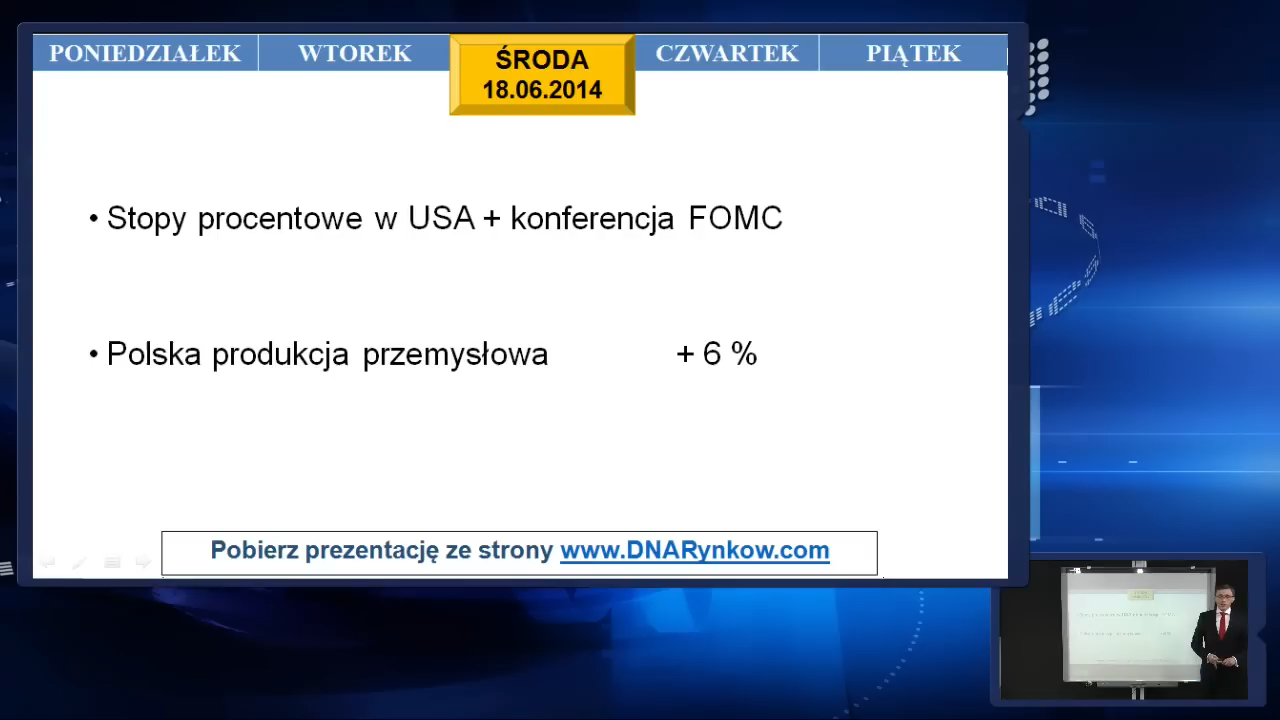 PONIEDZIAŁEK WTOREK ŚRODA CZWARTEK PIĄTEK
18.06.2014
• Stopy procentowe w USA + konferencja FOMC
• Polska produkcja przemysłowa + 6 %
Pobierz prezentację ze strony www.DNARynkow.com